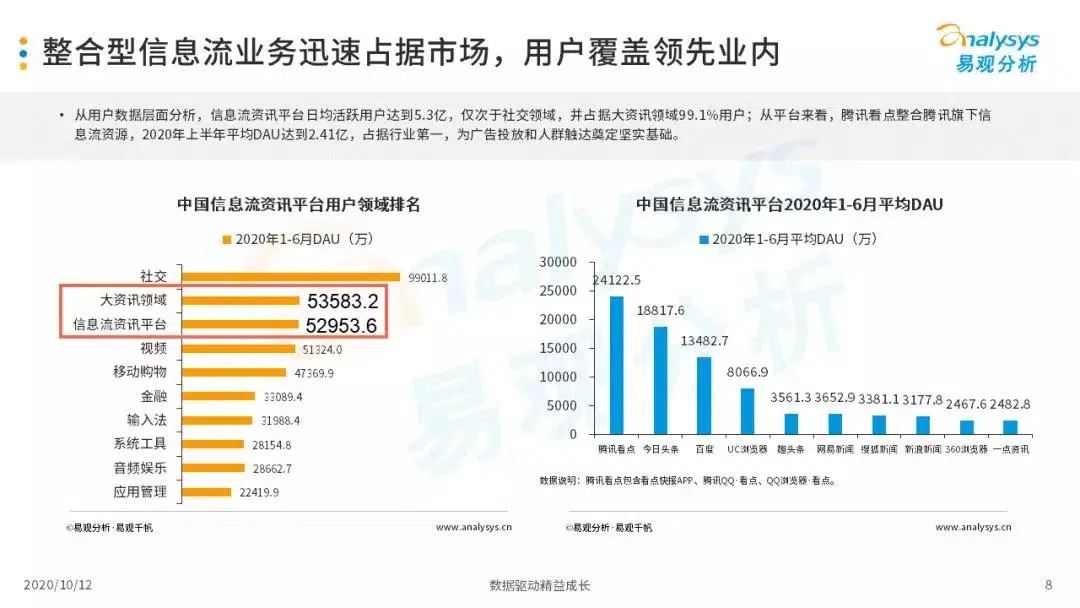 整合型信息流业务迅速占据市场，用户覆盖领先业内
analysys
易观分析
• 从用户数据层面分析，信息流资讯平台日均活跃用户达到5.3亿，仅次于社交领域，并占据大资讯领域99.1%用户；从平台来看，腾讯看点整合腾讯旗下信
息流资源，2020年上半年平均DAU达到2.41亿，占据行业第一，为广告投放和人群触达奠定坚实基础。
中国信息流资讯平台用户领域排名
2020年1-6月DAU（万）
社交 99011.8
大资讯领域 53583.2
信息流资讯平台 52953.6
视频 51324.0
移动购物 47369.9
金融 33089.4
输入法 31988.4
系统工具 28154.8
音频娱乐 28662.7
应用管理 22419.9
©易观分析·易观千帆 www.analysys.cn
中国信息流资讯平台2020年1-6月平均DAU
2020年1-6月平均DAU（万）
30000
25000
20000
15000
10000
5000
0
24122.5
18817.6
13482.7
8066.9
3561.3 3652.9 3381.1 3177.8 2467.6 2482.8
腾讯看点 今日头条 百度 UC浏览器 趣头条 网易新闻 搜狐新闻 新浪新闻 360浏览器 一点资讯
数据说明：腾讯看点包含看点快报APP、腾讯QQ·看点、QQ浏览器·看点。
©易观分析·易观千帆 www.analysys.cn
analysys
易观分析
2020/10/12 数据驱动精益成长 8